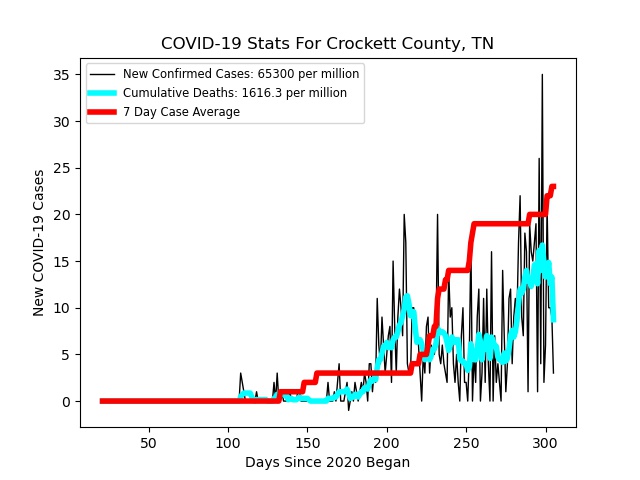 COVID-19 Stats For Crockett County, TN
New Confirmed Cases: 65300 per million
Cumulative Deaths: 1616.3 per million
7 Day Case Average
New COVID-19 Cases
35
30
25
20
15
10
5
0
50 100 150 200 250 300
Days Since 2020 Began